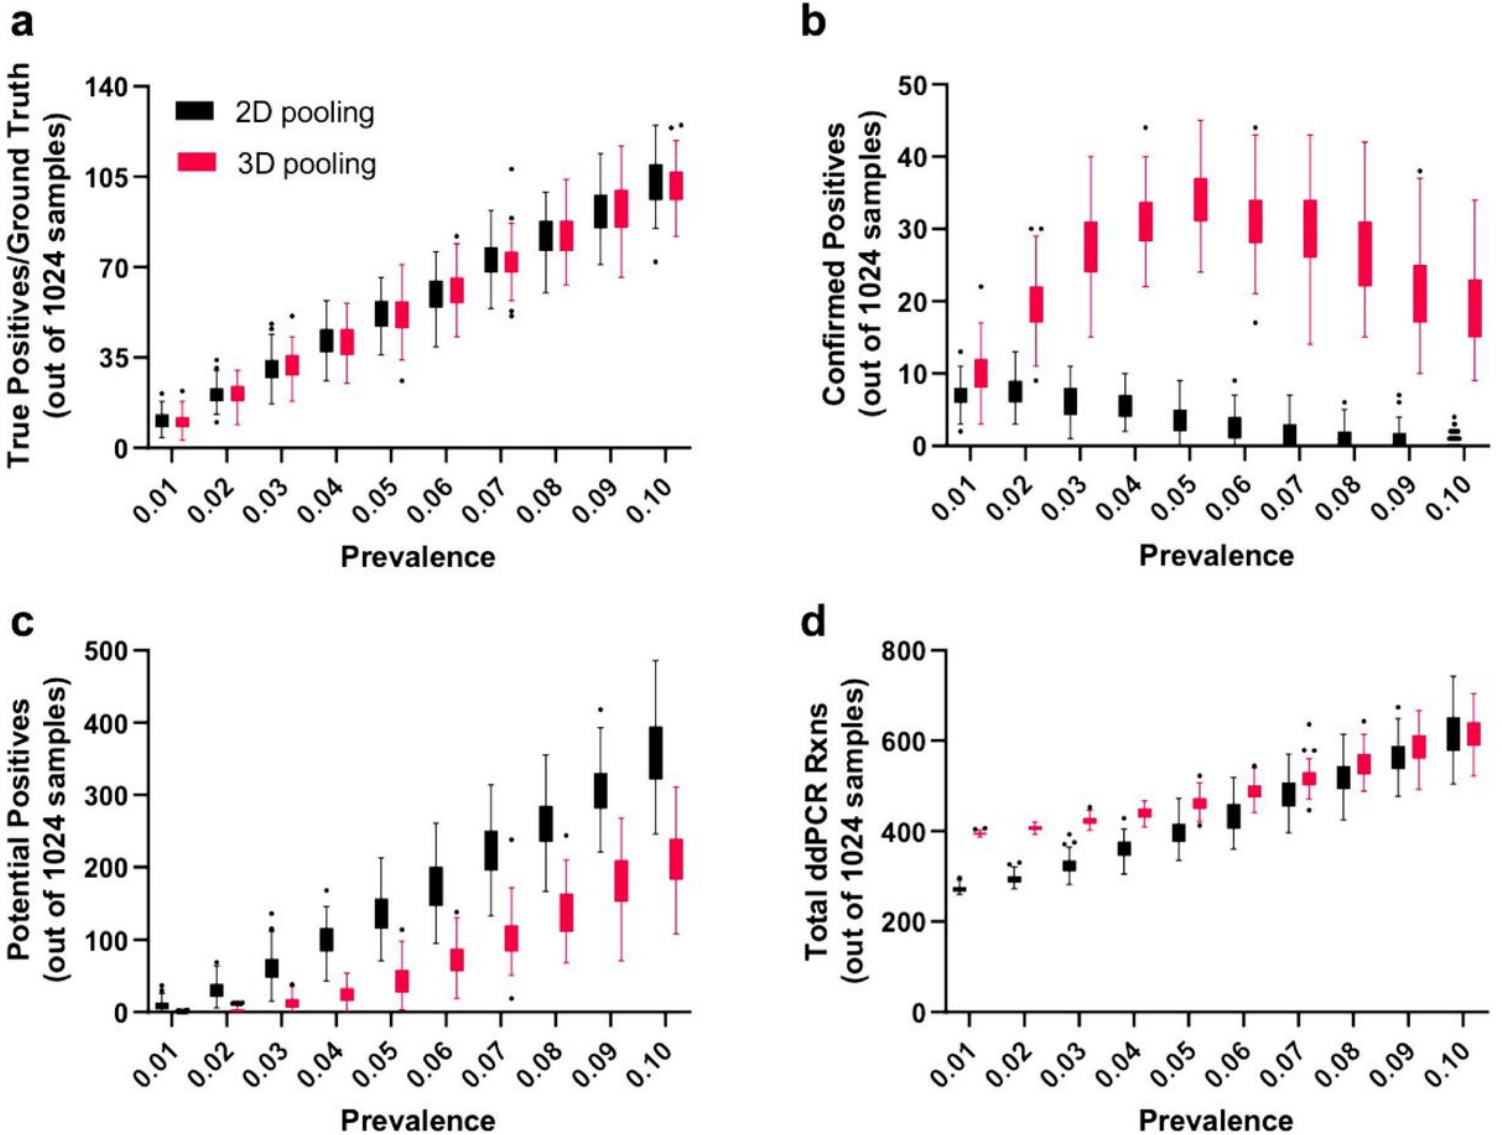 a
True Positives/Ground Truth
(out of 1024 samples)
140
105
70
35
0
2D pooling
3D pooling
0.01 0.02 0.03 0.04 0.05 0.06 0.07 0.08 0.09 0.10
Prevalence
b
Confirmed Positives
(out of 1024 samples)
50
40
30
20
10
0
0.01 0.02 0.03 0.04 0.05 0.06 0.07 0.08 0.09 0.10
Prevalence
c
Potential Positives
(out of 1024 samples)
500
400
300
200
100
0
0.01 0.02 0.03 0.04 0.05 0.06 0.07 0.08 0.09 0.10
Prevalence
d
Total ddPCR Rxns
(out of 1024 samples)
800
600
400
200
0
0.01 0.02 0.03 0.04 0.05 0.06 0.07 0.08 0.09 0.10
Prevalence